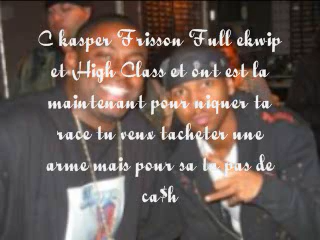 C kasper Frisson Full ekwip
et High Class et ont est la
maintenant pour niquer ta
race tu veux tacheter une
arme mais pour sa ta pas de
ca$h